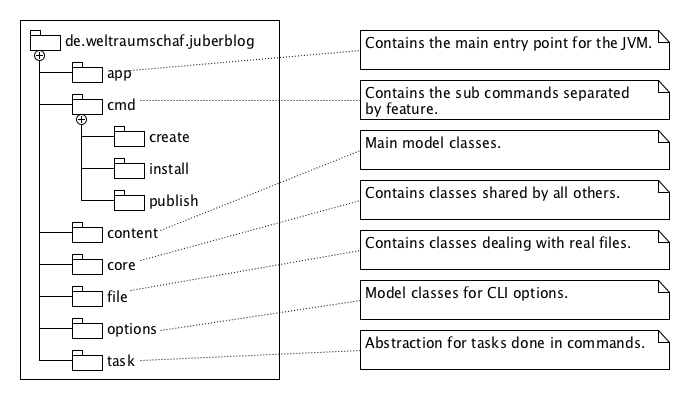 de.weltraumschaf.juberblog
app
cmd
create
install
publish
content
core
file
options
task
Contains the main entry point for the JVM.
Contains the sub commands separated
by feature.
Main model classes.
Contains classes shared by all others.
Contains classes dealing with real files.
Model classes for CLI options.
Abstraction for tasks done in commands.